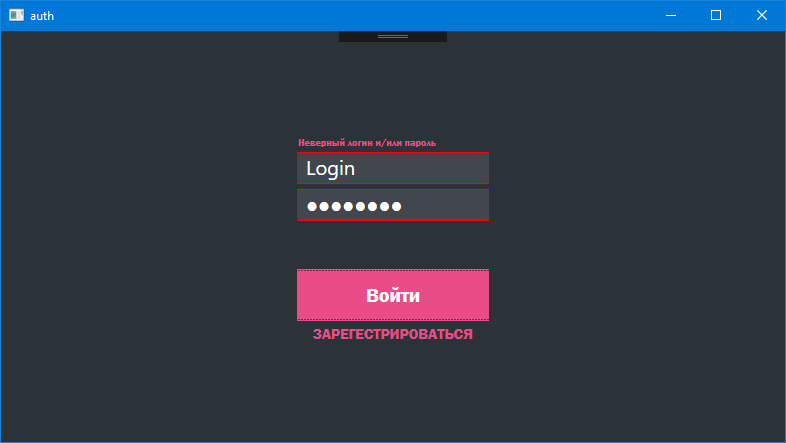 auth
Неверный логин и/или пароль
Login
●●●●●●●●
Войти
ЗАРЕГЕСТРИРОВАТЬСЯ